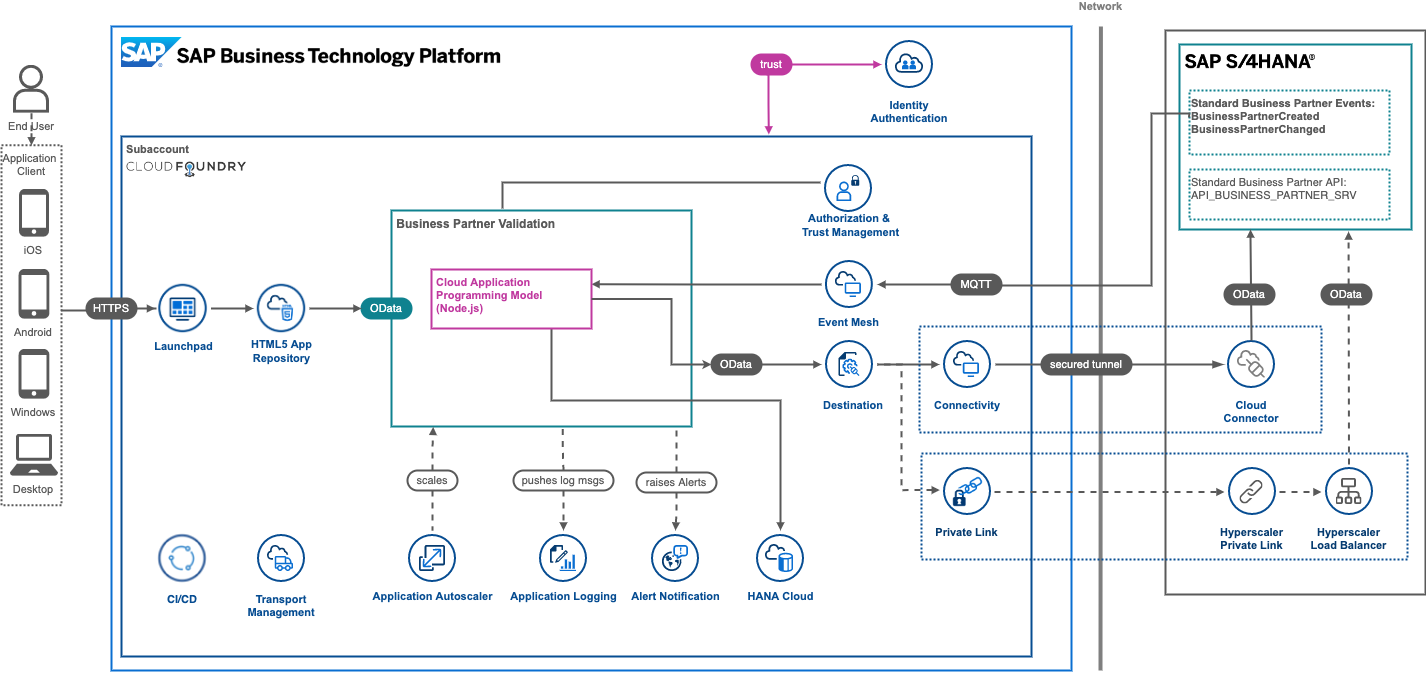 Network
SAP
SAP Business Technology Platform
trust
Identity
Authentication
SAP S/4HANA®
Standard Business Partner Events:
BusinessPartnerCreated
BusinessPartnerChanged
Standard Business Partner API:
API_BUSINESS_PARTNER_SRV
End User
Application
Client
iOS
Android
Windows
Desktop
HTTPS
Subaccount
CLOUD FOUNDRY
Launchpad
HTML5 App
Repository
OData
Business Partner Validation
Cloud Application
Programming Model
(Node.js)
Authorization &
Trust Management
Event Mesh
MQTT
OData
Destination
Connectivity
secured tunnel
OData
OData
Cloud
Connector
Private Link
Hyperscaler
Private Link
Hyperscaler
Load Balancer
scales
pushes log msgs
raises Alerts
CI/CD
Transport
Management
Application Autoscaler
Application Logging
Alert Notification
HANA Cloud